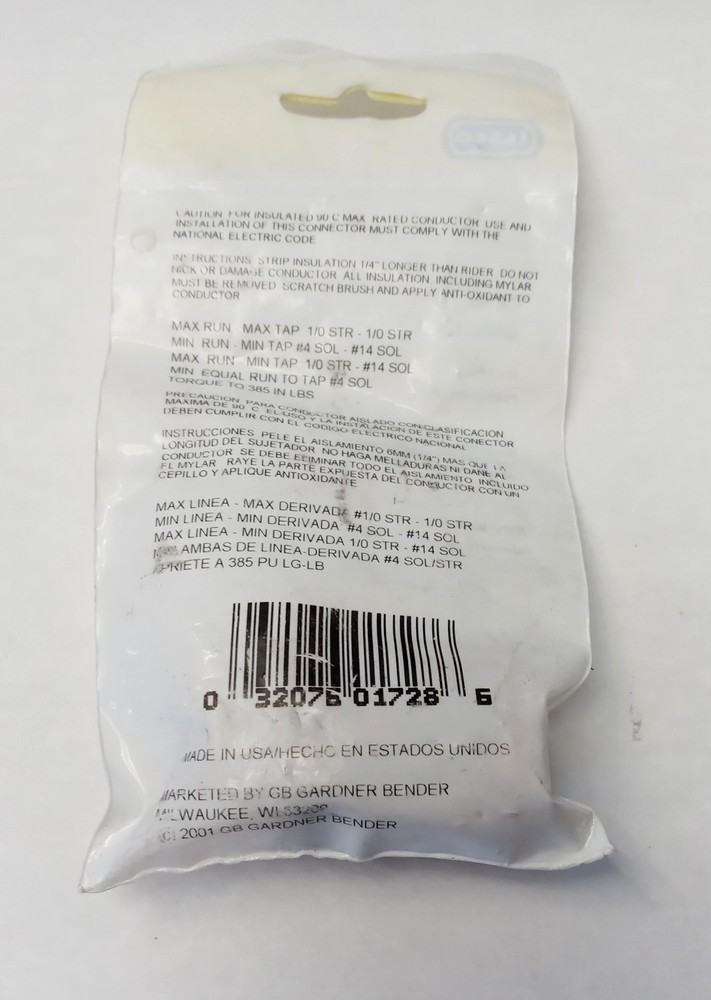 CAUTION FOR INSULATED 90 C MAX RATED CONDUCTOR USE AND
INSTALLATION OF THIS CONNECTOR MUST COMPLY WITH THE
NATIONAL ELECTRIC CODE
INSTRUCTIONS STRIP INSULATION 1/4" LONGER THAN RIDER DO NOT
NICK OR DAMAGE CONDUCTOR ALL INSULATION INCLUDING MYLAR
MUST BE REMOVED SCRATCH BRUSH AND APPLY ANTI-OXIDANT TO
CONDUCTOR
MAX RUN - MAX TAP 1/0 STR - 1/0 STR
MIN RUN - MIN TAP #4 SOL - #14 SOL
MAX RUN - MIN TAP 1/0 STR - #14 SOL
MIN EQUAL RUN TO TAP #4 SOL
TORQUE TO 385 IN LBS
PRECAUCION PARA CONDUCTOR AISLADO CON CLASIFICACION
MAXIMA DE 90 C EL USO Y LA INSTALACION DE ESTE CONECTOR
DEBEN CUMPLIR CON EL CODIGO ELECTRICO NACIONAL
INSTRUCCIONES PELE EL AISLAMIENTO 6MM (1/4") MAS QUE LA
LONGITUD DEL SUJETADOR NO HAGA MELLADURAS NI DANE AL
CONDUCTOR SE DEBE ELIMINAR TODO EL AISLAMIENTO INCLUIDO
EL MYLAR RAYE LA PARTE EXPUESTA DEL CONDUCTOR CON UN
CEPILLO Y APLIQUE ANTIOXIDANTE
MAX LINEA - MAX DERIVADA #1/0 STR - 1/0 STR
MIN LINEA - MIN DERIVADA #4 SOL - #14 SOL
MAX LINEA - MIN DERIVADA 1/0 STR - #14 SOL
AMBAS DE LINEA-DERIVADA #4 SOL/STR
APRIETE A 385 PU LG-LB
0 32076 01728 6
MADE IN USA/HECHO EN ESTADOS UNIDOS
MARKETED BY GB GARDNER BENDER
MILWAUKEE, WI 53209
(C) 2001 GB GARDNER BENDER